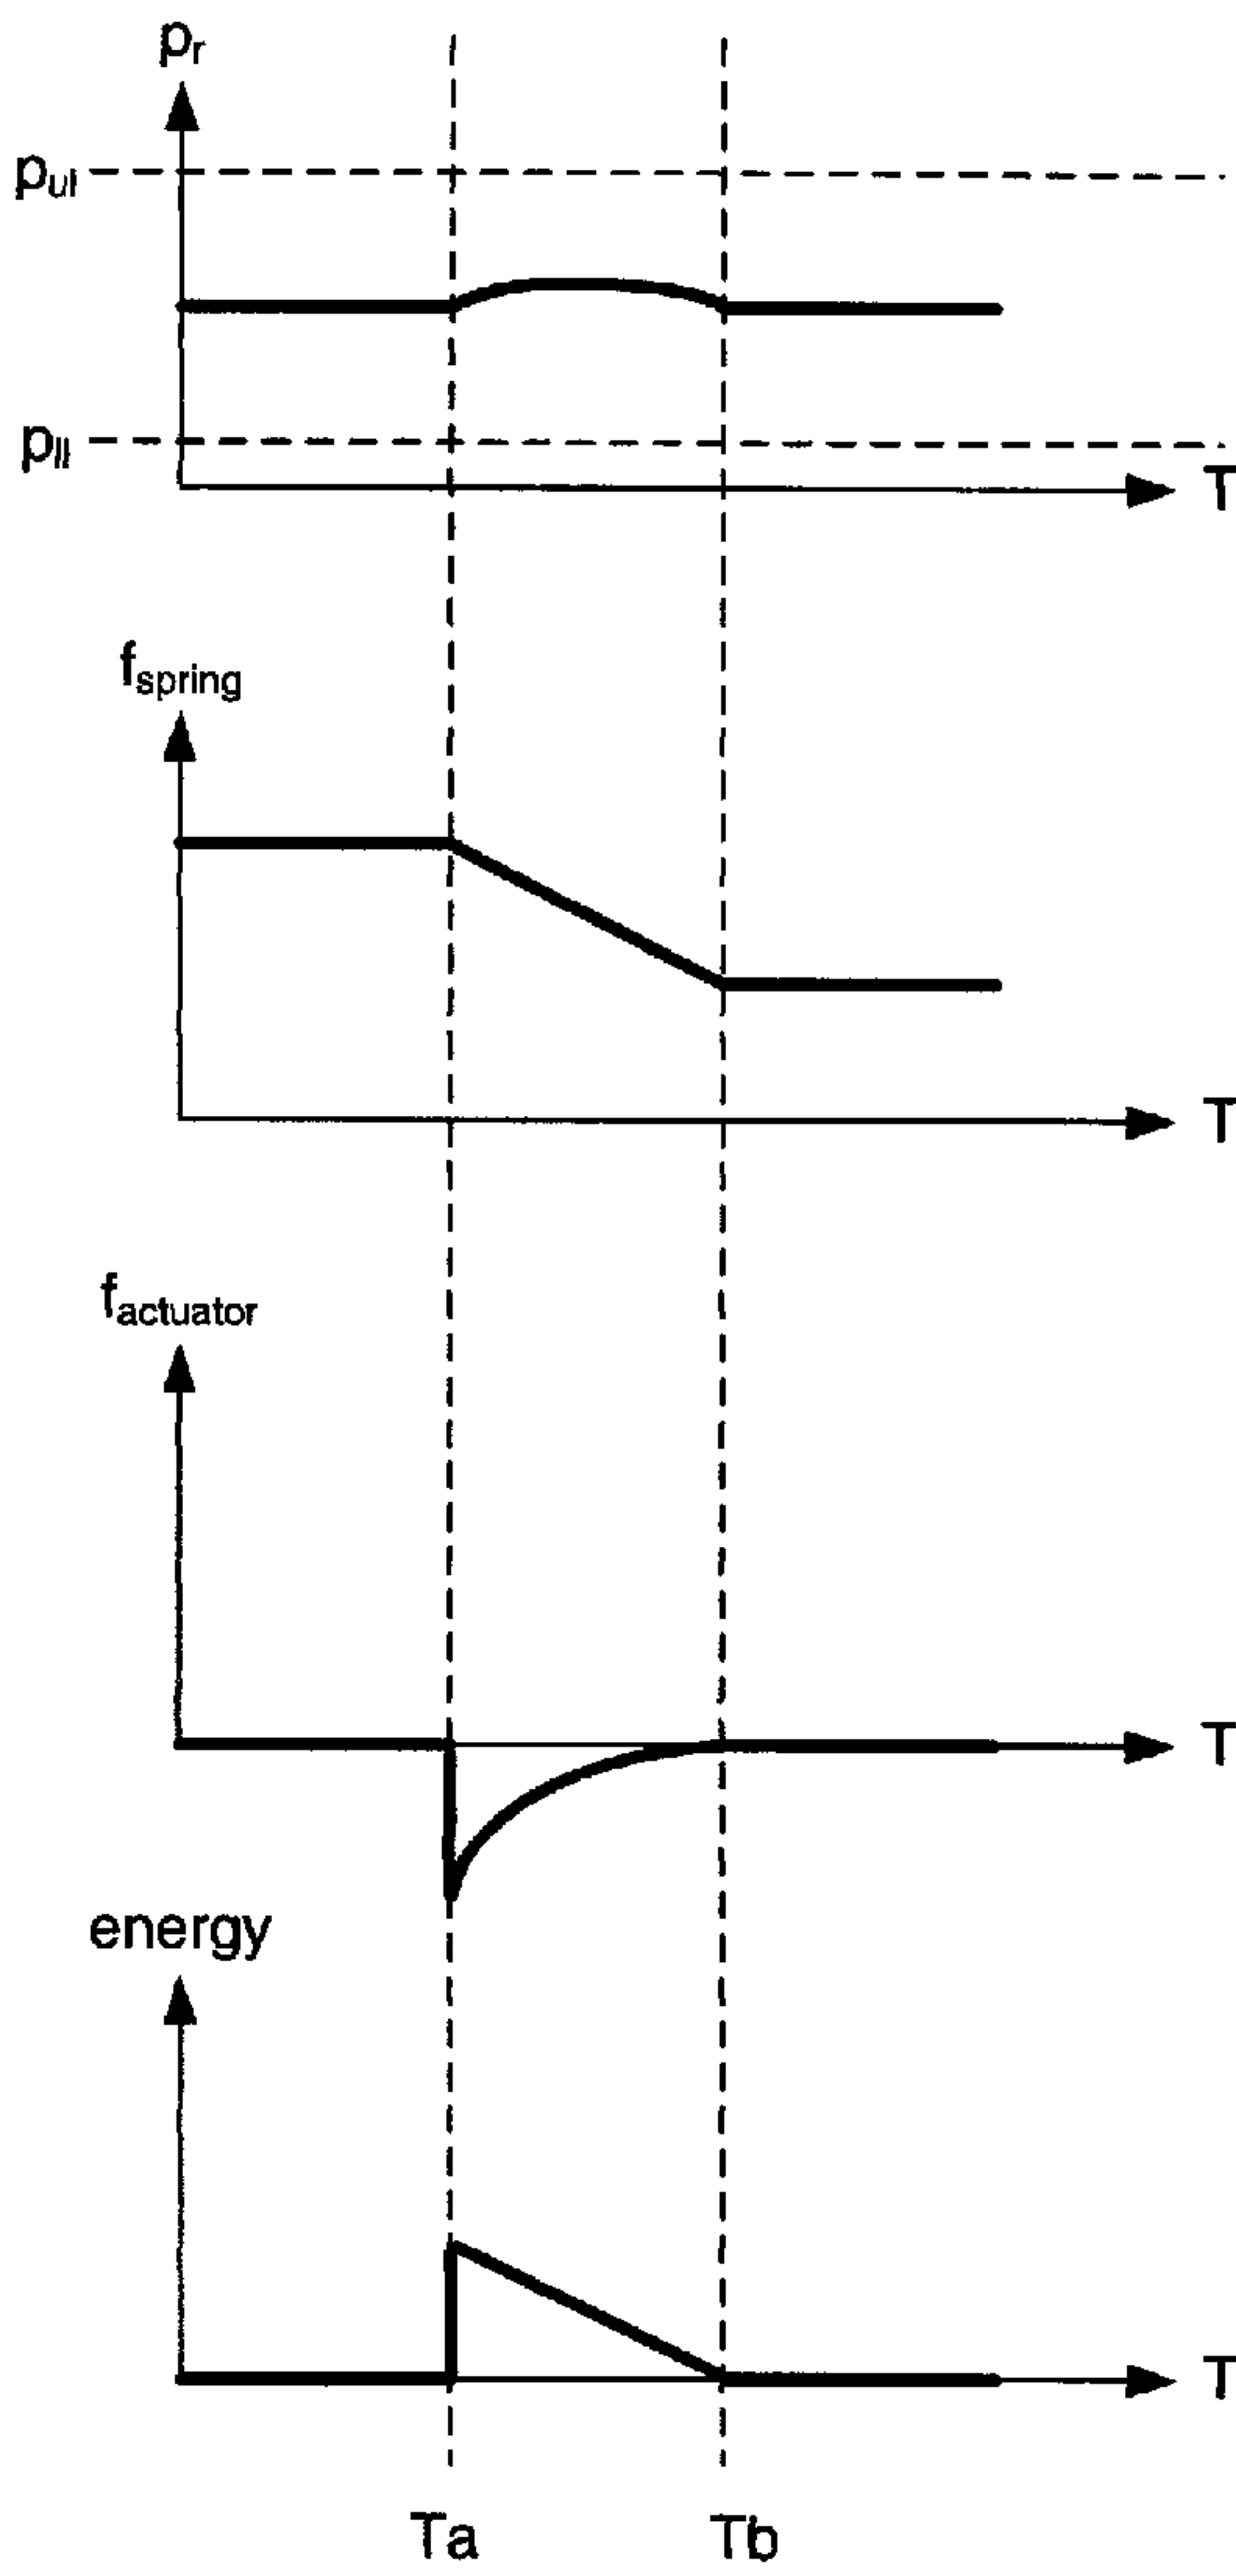 pr
pul
pll
T
fspring
T
factuator
T
energy
T
Ta Tb